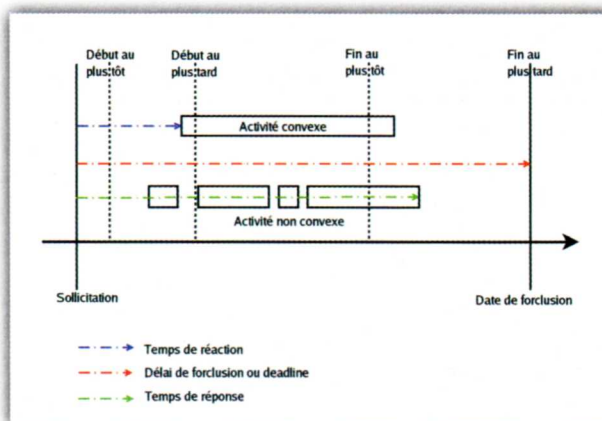 Début au
plus tôt
Début au
plus tard
Fin au
plus tôt
Fin au
plus tard
Activité convexe
Activité non convexe
Sollicitation
Date de forclusion
Temps de réaction
Délai de forclusion ou deadline
Temps de réponse